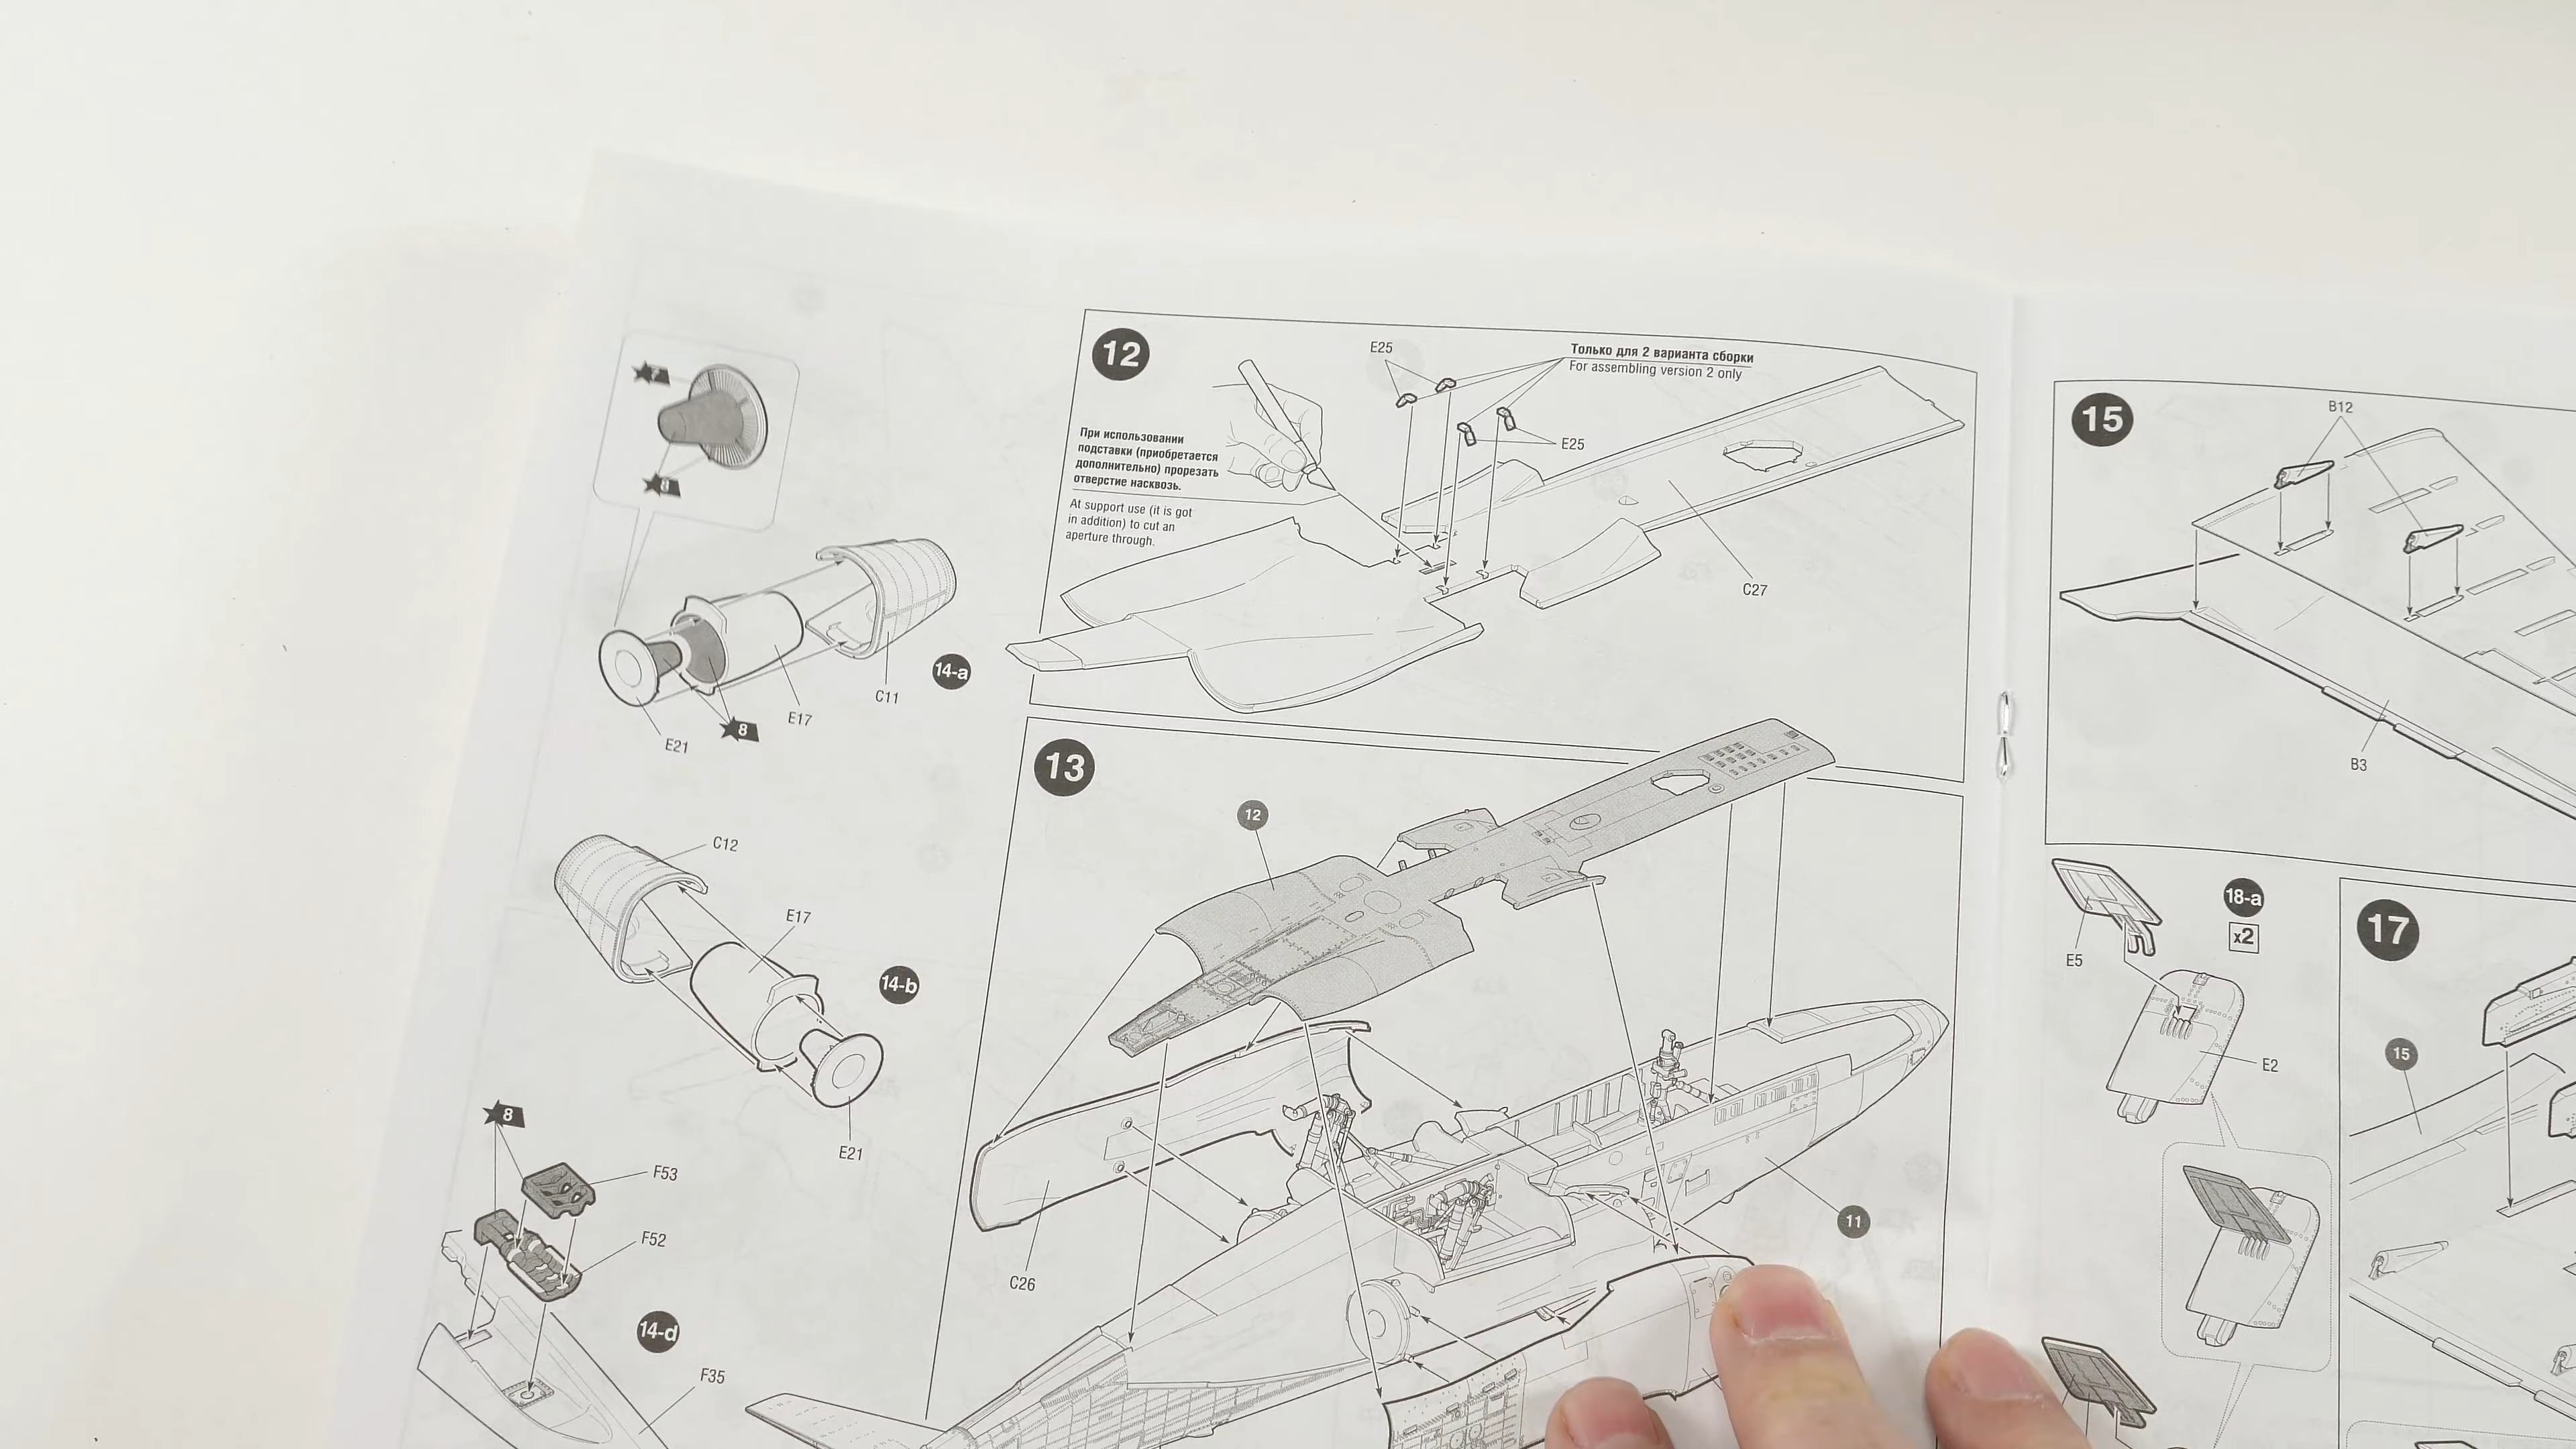 12
E25
Только для 2 варианта сборки
For assembling version 2 only
E25
При использовании
подставки (приобретается
дополнительно) прорезать
отверстие насквозь.
At support use (it is got
in addition) to cut an
aperture through.
C27
14-a
C11
E17
8
E21
13
12
C12
E17
14-b
E21
8
F53
F52
14-d
F35
C26
11
15
B12
B3
18-a
x2
E5
E2
17
15